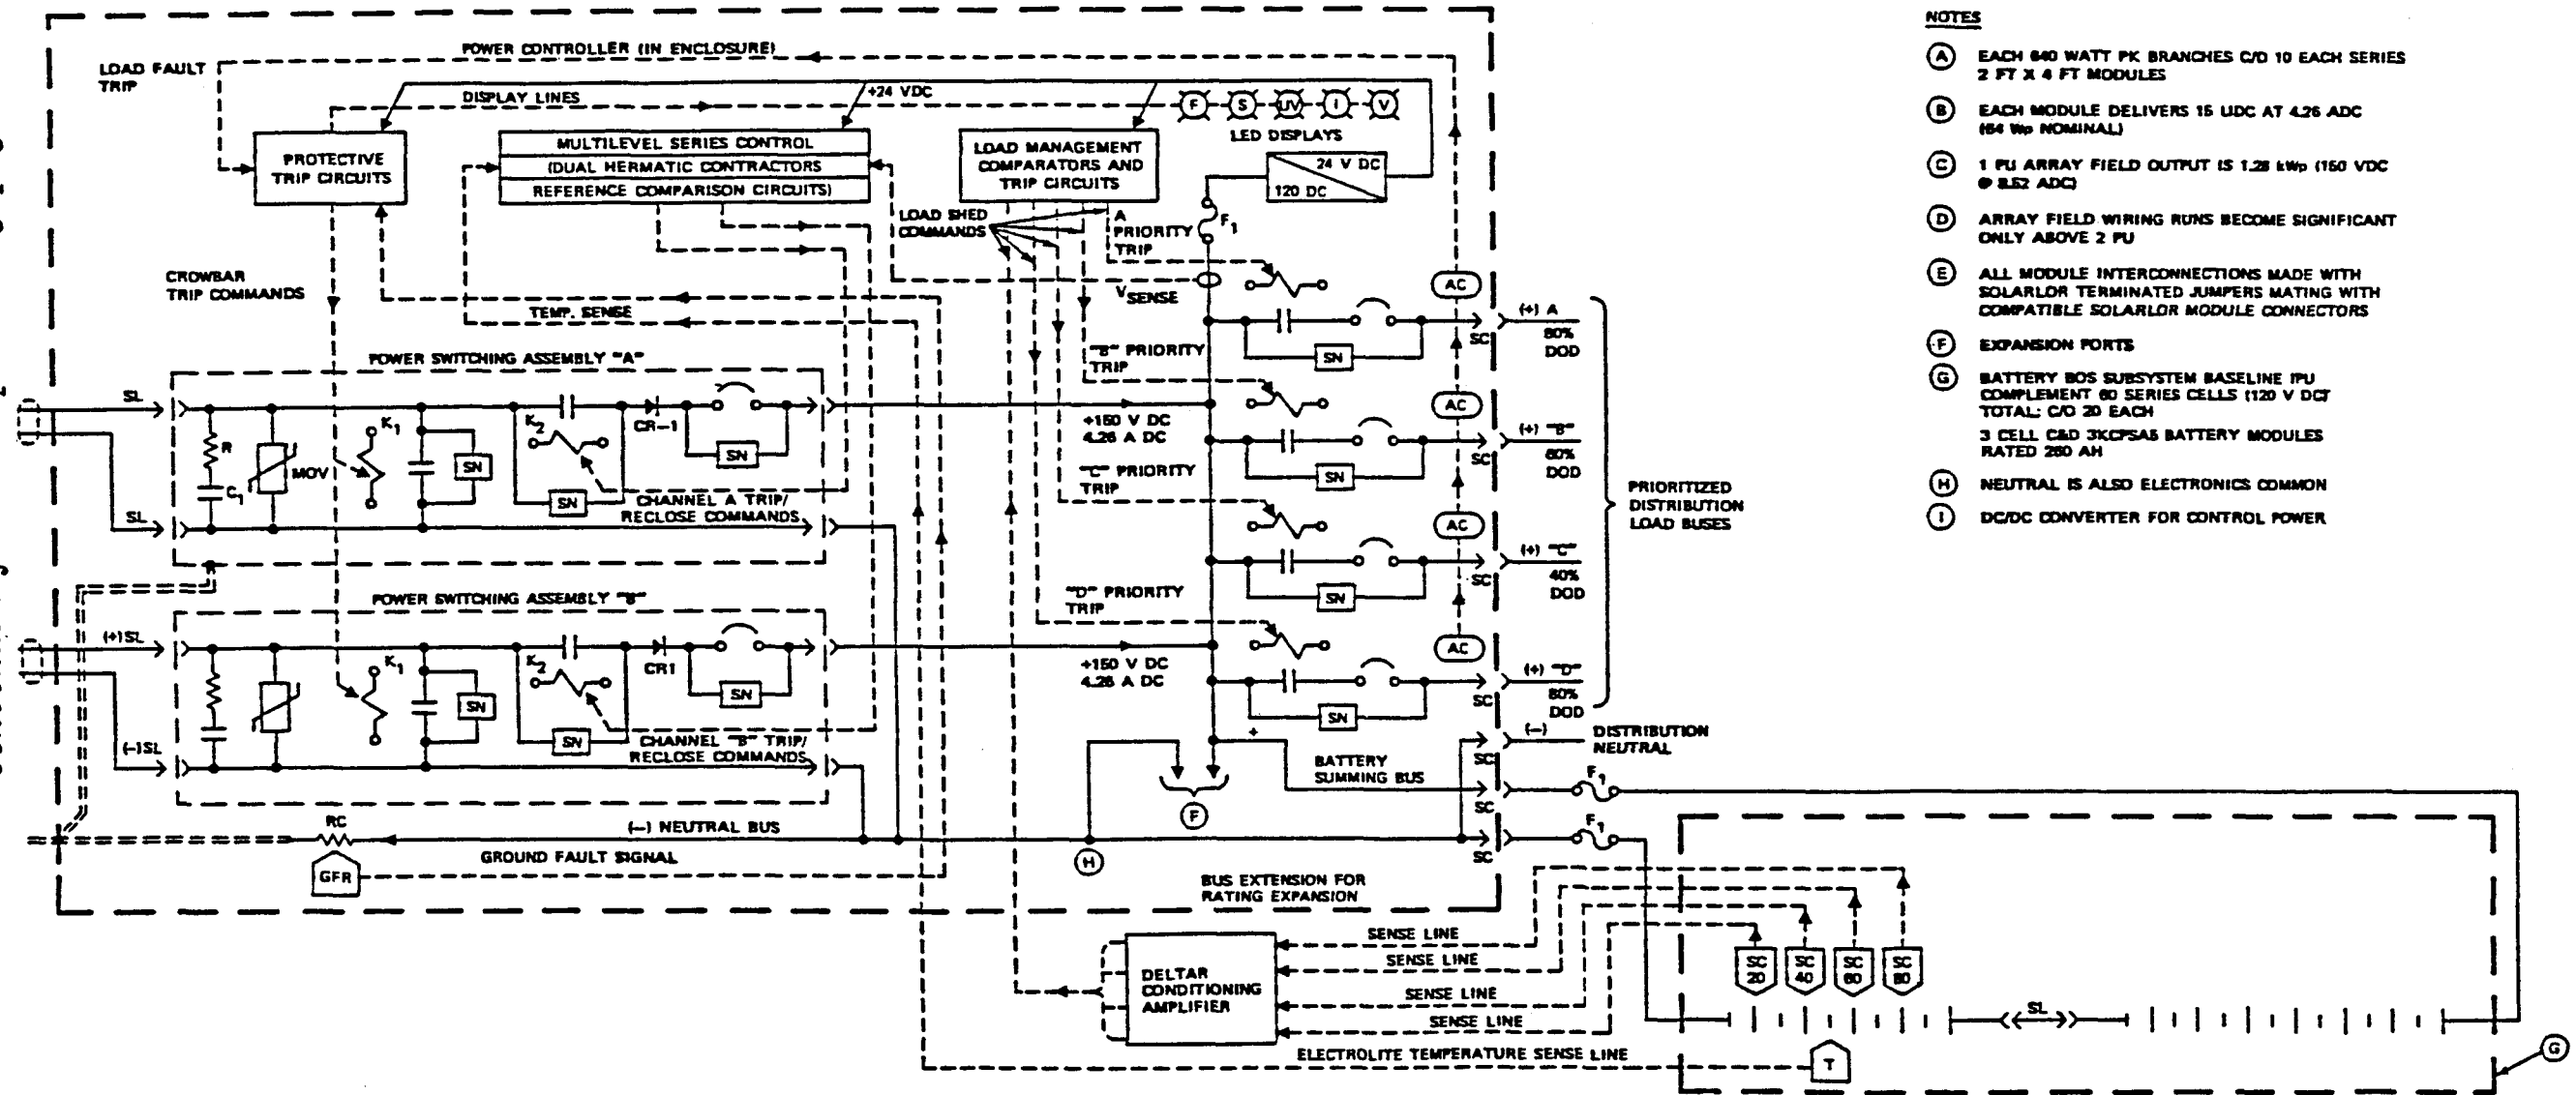 POWER CONTROLLER (IN ENCLOSURE)
LOAD FAULT
TRIP
DISPLAY LINES
+24 VDC
F
S
UV
I
V
LED DISPLAYS
PROTECTIVE
TRIP CIRCUITS
MULTILEVEL SERIES CONTROL
(DUAL HERMATIC CONTRACTORS
REFERENCE COMPARISON CIRCUITS)
LOAD MANAGEMENT
COMPARATORS AND
TRIP CIRCUITS
24 V DC
120 DC
F1
LOAD SHED
COMMANDS
A
PRIORITY
TRIP
CROWBAR
TRIP COMMANDS
VSENSE
TEMP. SENSE
AC
(+) A
80%
DOD
SC
SN
POWER SWITCHING ASSEMBLY "A"
"B" PRIORITY
TRIP
SL
R
C1
MOV
K1
SN
K2
SN
CR-1
SN
CHANNEL A TRIP/
RECLOSE COMMANDS
SL
+150 V DC
4.26 A DC
AC
(+) "B"
60%
DOD
SC
SN
"C" PRIORITY
TRIP
AC
(+) "C"
40%
DOD
SC
SN
PRIORITIZED
DISTRIBUTION
LOAD BUSES
POWER SWITCHING ASSEMBLY "B"
"D" PRIORITY
TRIP
(+)SL
K1
SN
K2
SN
CR1
SN
CHANNEL "B" TRIP/
RECLOSE COMMANDS
(-)SL
+150 V DC
4.26 A DC
AC
(+) "D"
80%
DOD
SC
SN
(-)
DISTRIBUTION
NEUTRAL
SC
+
BATTERY
SUMMING BUS
F1
SC
F
RC
(-) NEUTRAL BUS
GROUND FAULT SIGNAL
GFR
H
F1
SC
BUS EXTENSION FOR
RATING EXPANSION
DELTAR
CONDITIONING
AMPLIFIER
SENSE LINE
SENSE LINE
SENSE LINE
SENSE LINE
ELECTROLITE TEMPERATURE SENSE LINE
SC
20
SC
40
SC
60
SC
80
SL
T
G
NOTES
A EACH 640 WATT PK BRANCHES C/O 10 EACH SERIES
2 FT X 4 FT MODULES
B EACH MODULE DELIVERS 15 UDC AT 4.26 ADC
(64 Wp NOMINAL)
C 1 PU ARRAY FIELD OUTPUT IS 1.28 kWp (150 VDC
@ 8.52 ADC)
D ARRAY FIELD WIRING RUNS BECOME SIGNIFICANT
ONLY ABOVE 2 PU
E ALL MODULE INTERCONNECTIONS MADE WITH
SOLARLOR TERMINATED JUMPERS MATING WITH
COMPATIBLE SOLARLOR MODULE CONNECTORS
F EXPANSION PORTS
G BATTERY BOS SUBSYSTEM BASELINE IPU
COMPLEMENT 60 SERIES CELLS (120 V DCT
TOTAL: C/O 20 EACH
3 CELL C&D 3KCPSA5 BATTERY MODULES
RATED 260 AH
H NEUTRAL IS ALSO ELECTRONICS COMMON
I DC/DC CONVERTER FOR CONTROL POWER